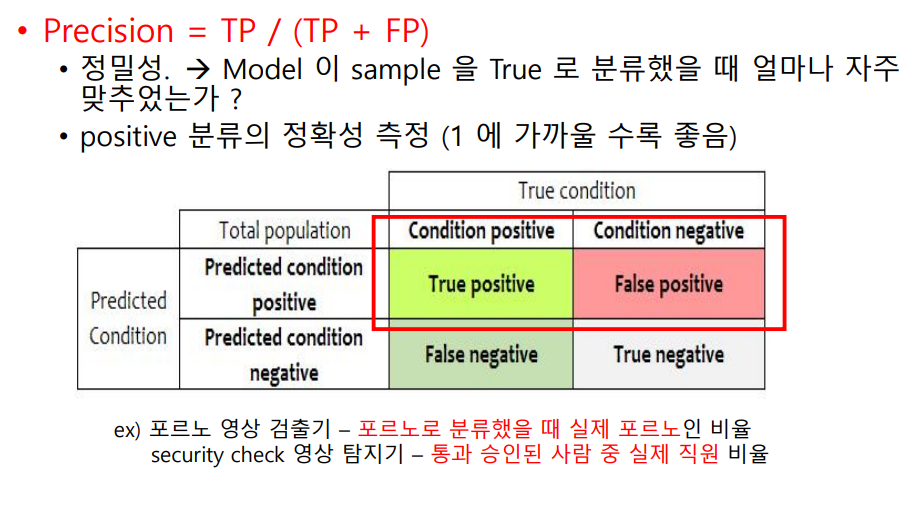 • Precision = TP / (TP + FP)
• 정밀성. → Model 이 sample 을 True 로 분류했을 때 얼마나 자주
맞추었는가 ?
• positive 분류의 정확성 측정 (1 에 가까울 수록 좋음)
True condition
Total population Condition positive Condition negative
Predicted Condition
Predicted condition positive
True positive False positive
Predicted condition negative
False negative True negative
ex) 포르노 영상 검출기 – 포르노로 분류했을 때 실제 포르노인 비율
security check 영상 탐지기 – 통과 승인된 사람 중 실제 직원 비율